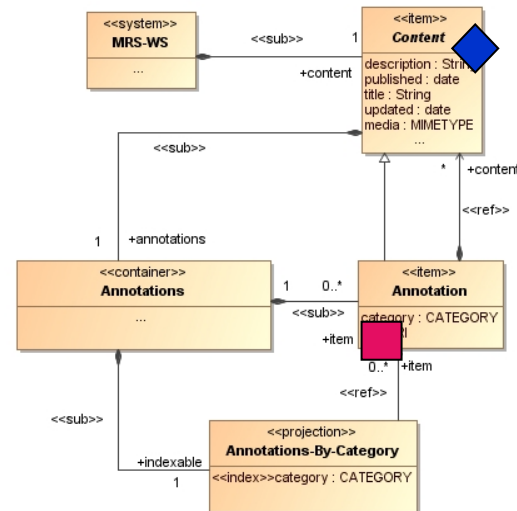 <<system>>
MRS-WS
...
<<sub>>
1
+content
<<item>>
Content
description :
published : date
title : String
updated : date
media : MIMETYPE
...
<<sub>>
1
+annotations
*
+content
<<ref>>
<<container>>
Annotations
...
1
0..*
<<sub>>
+item
<<item>>
Annotation
category : CATEGORY
0..*
+item
<<ref>>
<<sub>>
+indexable
1
<<projection>>
Annotations-By-Category
<<index>>category : CATEGORY